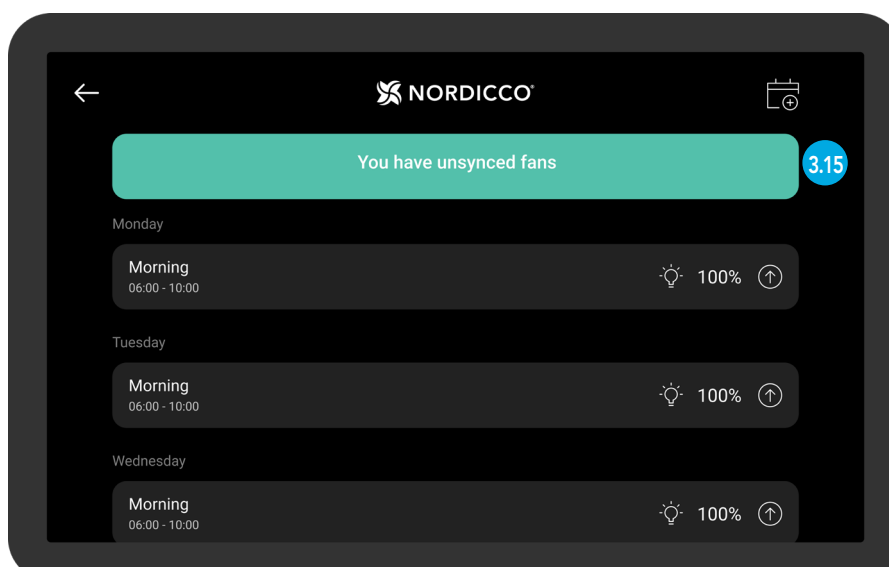 NORDICCO®
You have unsynced fans
3.15
Monday
Morning
06:00 - 10:00
100%
Tuesday
Morning
06:00 - 10:00
100%
Wednesday
Morning
06:00 - 10:00
100%